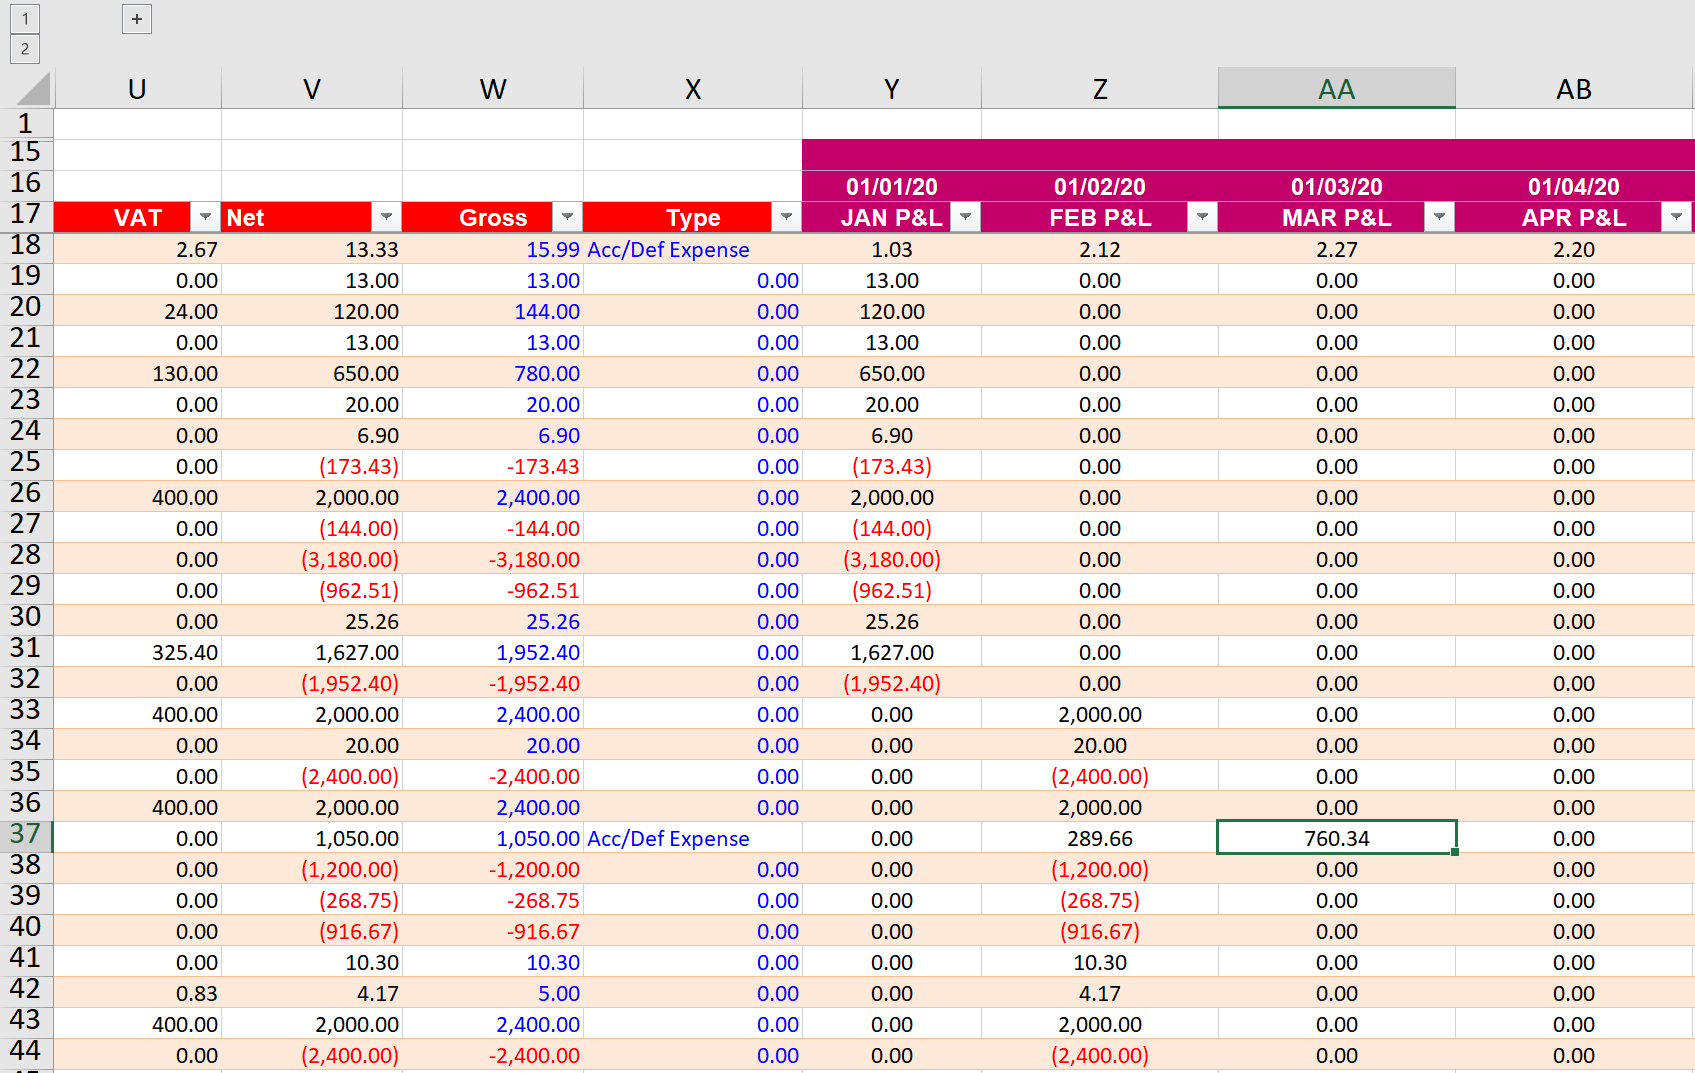 1 +
2
U V W X Y Z AA AB
1
15
16 01/01/20 01/02/20 01/03/20 01/04/20
17 VAT Net Gross Type JAN P&L FEB P&L MAR P&L APR P&L
18 2.67 13.33 15.99 Acc/Def Expense 1.03 2.12 2.27 2.20
19 0.00 13.00 13.00 0.00 13.00 0.00 0.00 0.00
20 24.00 120.00 144.00 0.00 120.00 0.00 0.00 0.00
21 0.00 13.00 13.00 0.00 13.00 0.00 0.00 0.00
22 130.00 650.00 780.00 0.00 650.00 0.00 0.00 0.00
23 0.00 20.00 20.00 0.00 20.00 0.00 0.00 0.00
24 0.00 6.90 6.90 0.00 6.90 0.00 0.00 0.00
25 0.00 (173.43) -173.43 0.00 (173.43) 0.00 0.00 0.00
26 400.00 2,000.00 2,400.00 0.00 2,000.00 0.00 0.00 0.00
27 0.00 (144.00) -144.00 0.00 (144.00) 0.00 0.00 0.00
28 0.00 (3,180.00) -3,180.00 0.00 (3,180.00) 0.00 0.00 0.00
29 0.00 (962.51) -962.51 0.00 (962.51) 0.00 0.00 0.00
30 0.00 25.26 25.26 0.00 25.26 0.00 0.00 0.00
31 325.40 1,627.00 1,952.40 0.00 1,627.00 0.00 0.00 0.00
32 0.00 (1,952.40) -1,952.40 0.00 (1,952.40) 0.00 0.00 0.00
33 400.00 2,000.00 2,400.00 0.00 0.00 2,000.00 0.00 0.00
34 0.00 20.00 20.00 0.00 0.00 20.00 0.00 0.00
35 0.00 (2,400.00) -2,400.00 0.00 0.00 (2,400.00) 0.00 0.00
36 400.00 2,000.00 2,400.00 0.00 0.00 2,000.00 0.00 0.00
37 0.00 1,050.00 1,050.00 Acc/Def Expense 0.00 289.66 760.34 0.00
38 0.00 (1,200.00) -1,200.00 0.00 0.00 (1,200.00) 0.00 0.00
39 0.00 (268.75) -268.75 0.00 0.00 (268.75) 0.00 0.00
40 0.00 (916.67) -916.67 0.00 0.00 (916.67) 0.00 0.00
41 0.00 10.30 10.30 0.00 0.00 10.30 0.00 0.00
42 0.83 4.17 5.00 0.00 0.00 4.17 0.00 0.00
43 400.00 2,000.00 2,400.00 0.00 0.00 2,000.00 0.00 0.00
44 0.00 (2,400.00) -2,400.00 0.00 0.00 (2,400.00) 0.00 0.00